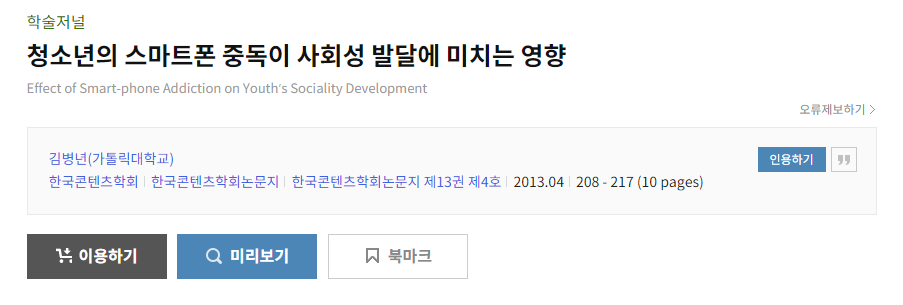 학술저널
청소년의 스마트폰 중독이 사회성 발달에 미치는 영향
Effect of Smart-phone Addiction on Youth's Sociality Development
오류제보하기
김병년(가톨릭대학교)
인용하기
한국콘텐츠학회 한국콘텐츠학회논문지 한국콘텐츠학회논문지 제13권 제4호 2013.04 208 - 217 (10 pages)
이용하기 미리보기 북마크